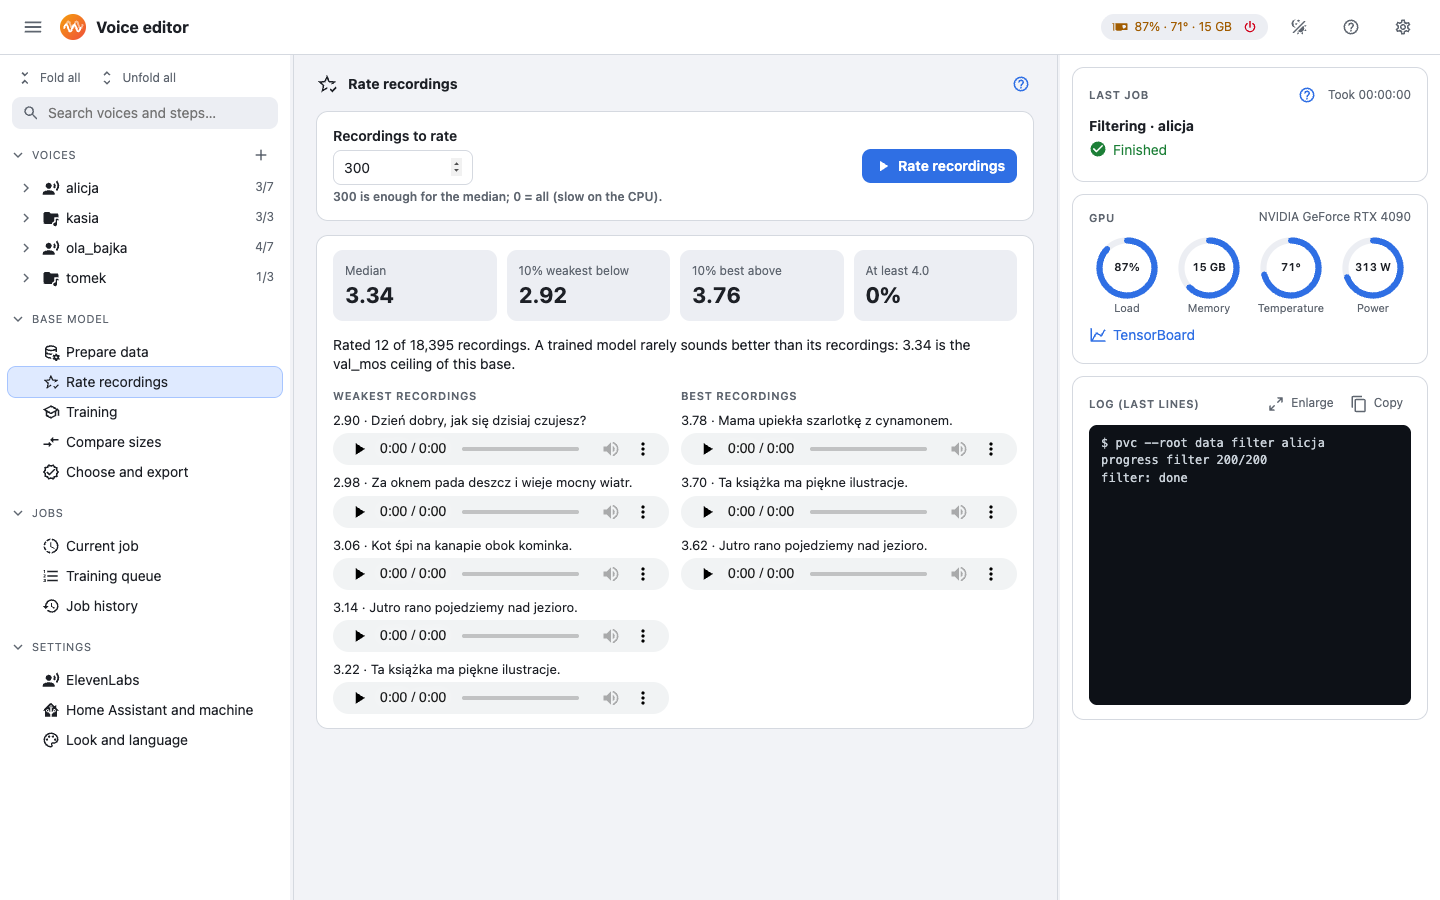 Voice editor
87% · 71° · 15 GB
Fold all
Unfold all
Search voices and steps...
VOICES
alicja 3/7
kasia 3/3
ola_bajka 4/7
tomek 1/3
BASE MODEL
Prepare data
Rate recordings
Training
Compare sizes
Choose and export
JOBS
Current job
Training queue
Job history
SETTINGS
ElevenLabs
Home Assistant and machine
Look and language
Rate recordings
Recordings to rate
300
Rate recordings
300 is enough for the median; 0 = all (slow on the CPU).
Median
3.34
10% weakest below
2.92
10% best above
3.76
At least 4.0
0%
Rated 12 of 18,395 recordings. A trained model rarely sounds better than its recordings: 3.34 is the
val_mos ceiling of this base.
WEAKEST RECORDINGS
2.90 · Dzień dobry, jak się dzisiaj czujesz?
0:00 / 0:00
2.98 · Za oknem pada deszcz i wieje mocny wiatr.
0:00 / 0:00
3.06 · Kot śpi na kanapie obok kominka.
0:00 / 0:00
3.14 · Jutro rano pojedziemy nad jezioro.
0:00 / 0:00
3.22 · Ta książka ma piękne ilustracje.
0:00 / 0:00
BEST RECORDINGS
3.78 · Mama upiekła szarlotkę z cynamonem.
0:00 / 0:00
3.70 · Ta książka ma piękne ilustracje.
0:00 / 0:00
3.62 · Jutro rano pojedziemy nad jezioro.
0:00 / 0:00
LAST JOB
Took 00:00:00
Filtering · alicja
Finished
GPU
NVIDIA GeForce RTX 4090
87%
15 GB
71°
313 W
Load
Memory
Temperature
Power
TensorBoard
LOG (LAST LINES)
Enlarge
Copy
$ pvc --root data filter alicja
progress filter 200/200
filter: done